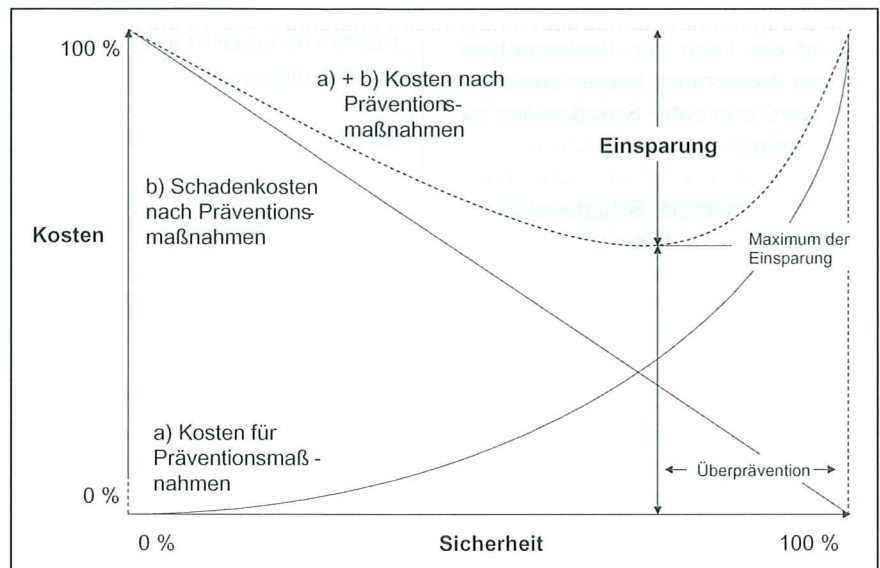 100 %
a) + b) Kosten nach
Präventions-
maßnahmen
Einsparung
b) Schadenkosten
nach Präventions-
maßnahmen
Kosten
Maximum der
Einsparung
a) Kosten für
Präventionsmaß -
nahmen
Überprävention
0 %
0 %
Sicherheit
100 %